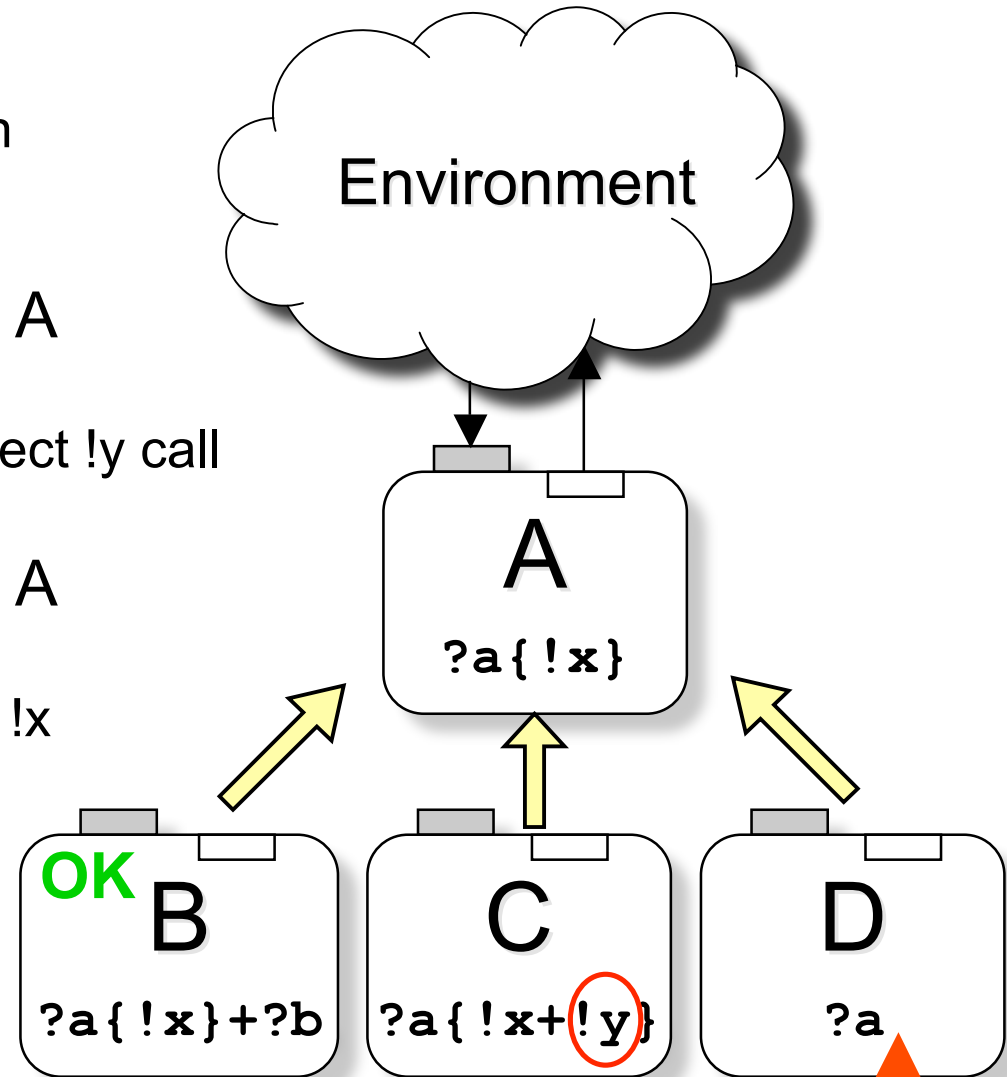 Environment
A
ect !y call
A
!x
A
?a{!x}
OK
B
C
D
?a{!x}+?b
?a{!x+!y}
?a